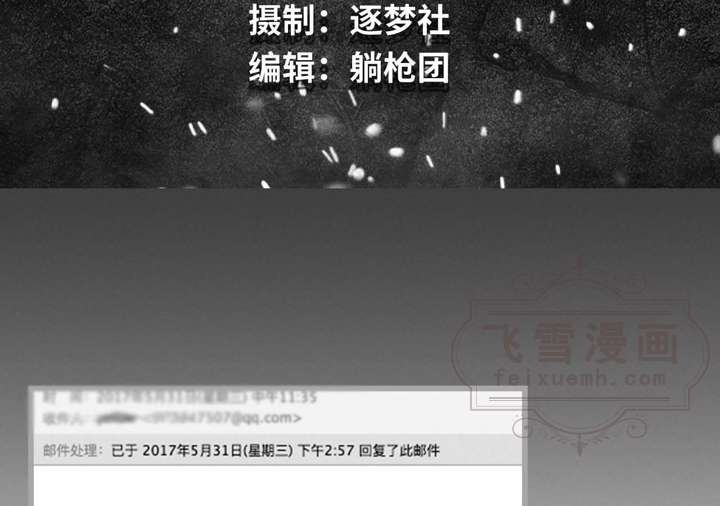 摄制：逐梦社
编辑：躺枪团
飞雪漫画
feixuemh.com
时 间：2017年5月31日(星期三) 中午11:35
收件人：
邮件处理：已于 2017年5月31日(星期三) 下午2:57 回复了此邮件